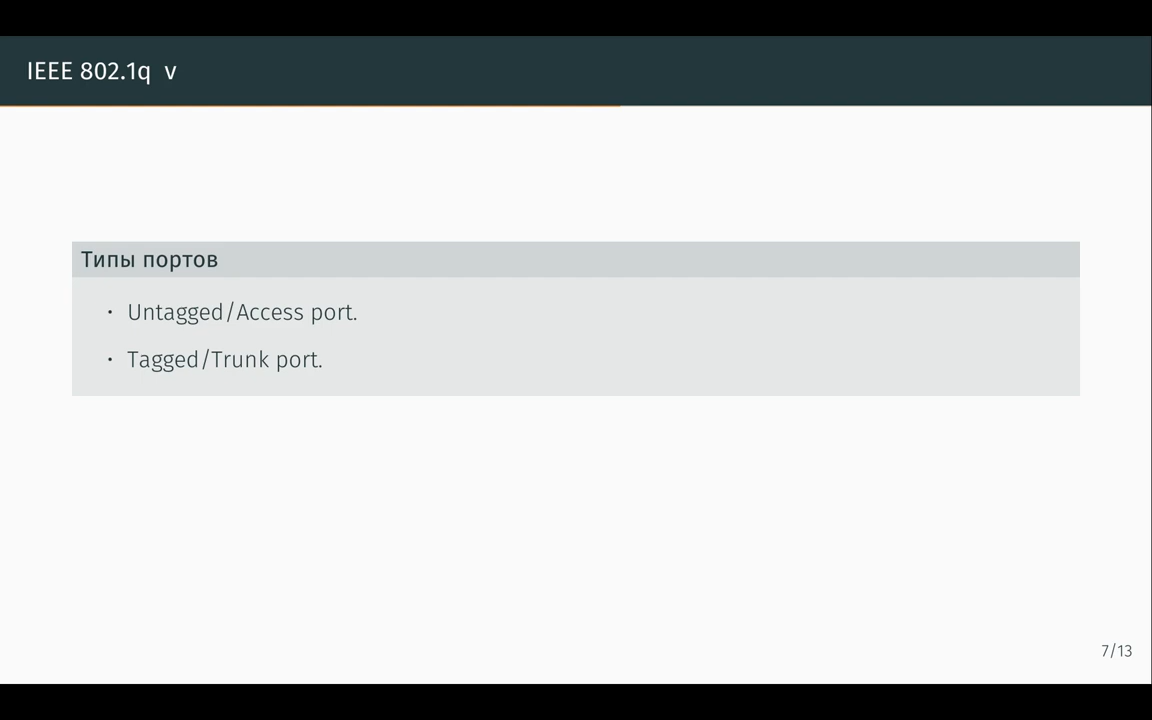 IEEE 802.1q v
Типы портов
• Untagged/Access port.
• Tagged/Trunk port.
7/13